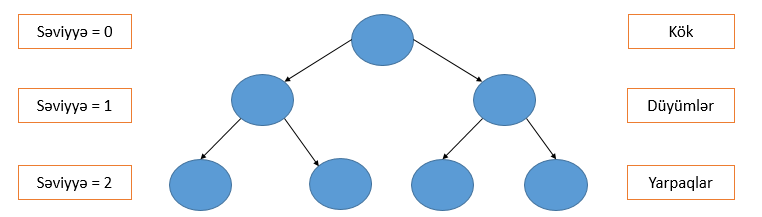 Səviyyə = 0
Kök
Səviyyə = 1
Düyümlər
Səviyyə = 2
Yarpaqlar